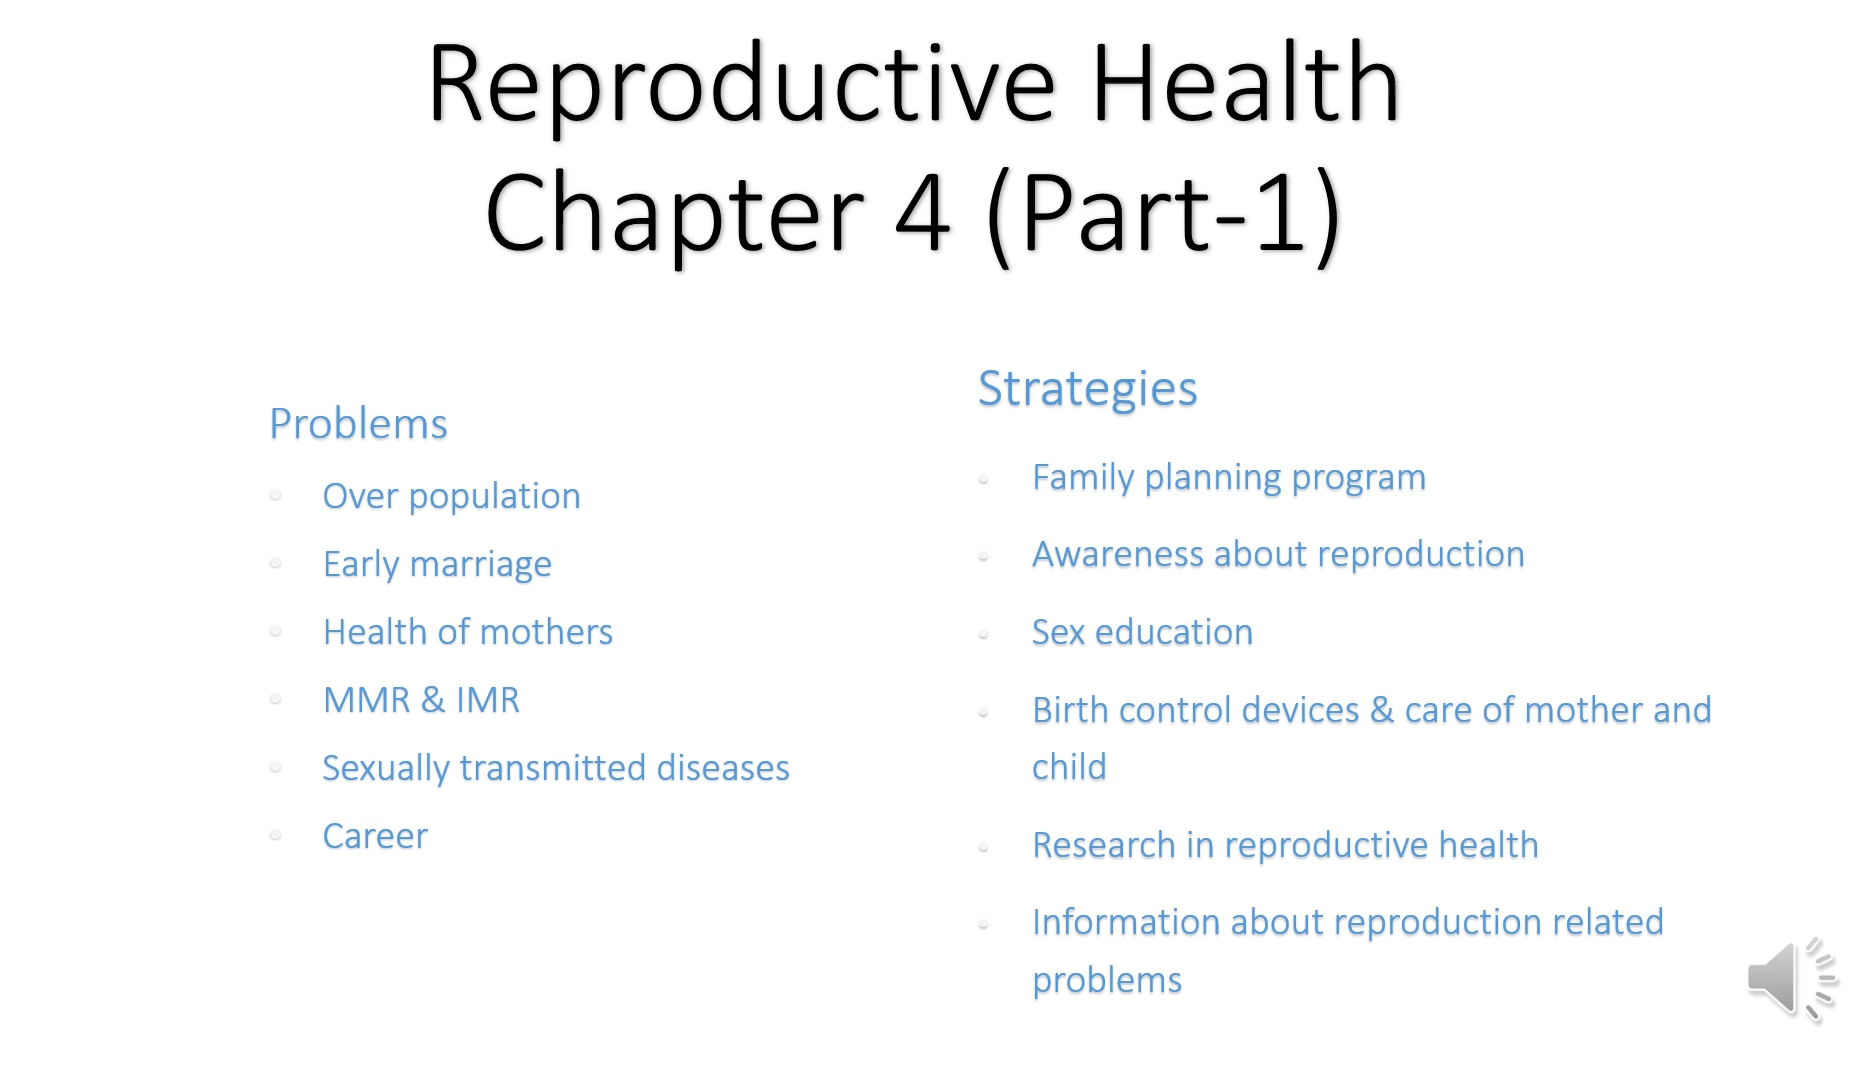 Reproductive Health
Chapter 4 (Part-1)
Problems
Over population
Early marriage
Health of mothers
MMR & IMR
Sexually transmitted diseases
Career
Strategies
Family planning program
Awareness about reproduction
Sex education
Birth control devices & care of mother and
child
Research in reproductive health
Information about reproduction related
problems